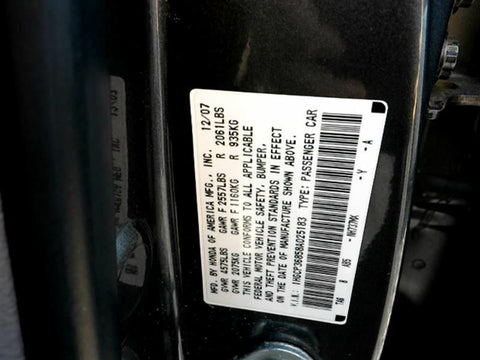 MFD. BY HONDA OF AMERICA MFG., INC. 12/07
GVWR 4575LBS GAWR F 2557LBS R 2061LBS
GVWR 2075KG GAWR F 1160KG R 935KG
THIS VEHICLE CONFORMS TO ALL APPLICABLE
FEDERAL MOTOR VEHICLE SAFETY, BUMPER,
AND THEFT PREVENTION STANDARDS IN EFFECT
ON THE DATE OF MANUFACTURE SHOWN ABOVE.
V.I.N.: 1HGCP36858A025183 TYPE: PASSENGER CAR